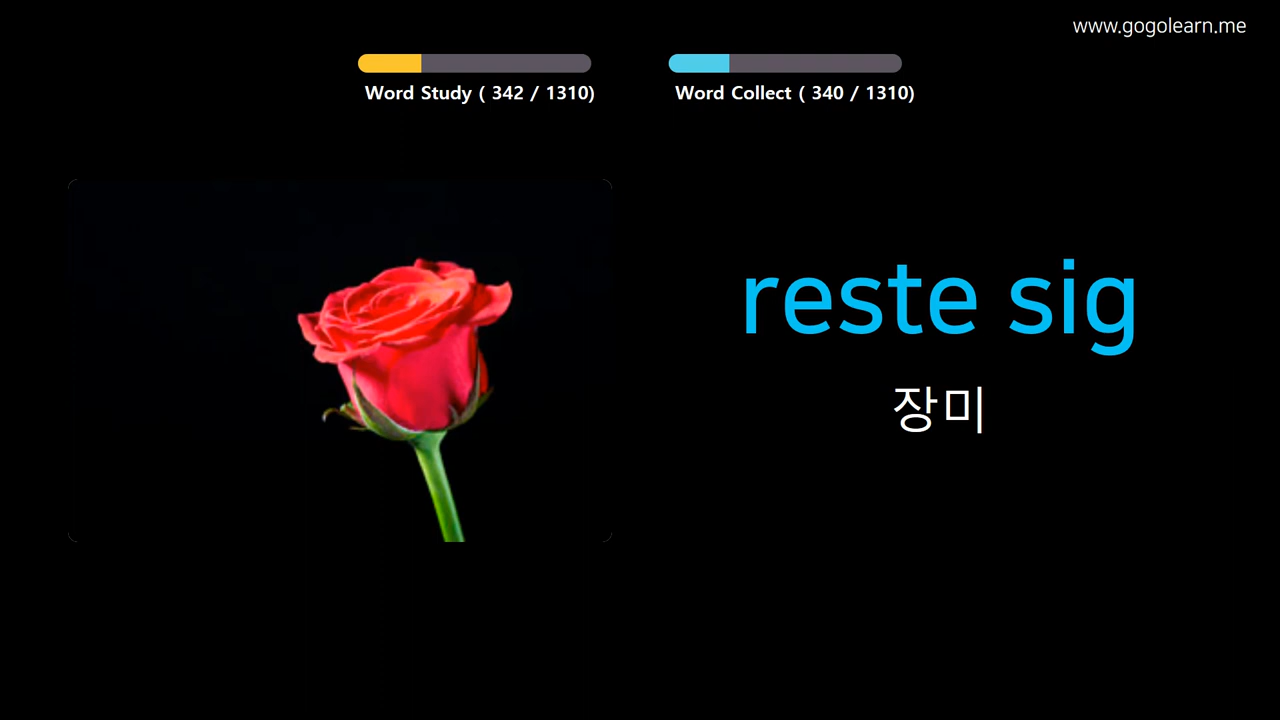 www.gogolearn.me
Word Study ( 342 / 1310)
Word Collect ( 340 / 1310)
reste sig
장미